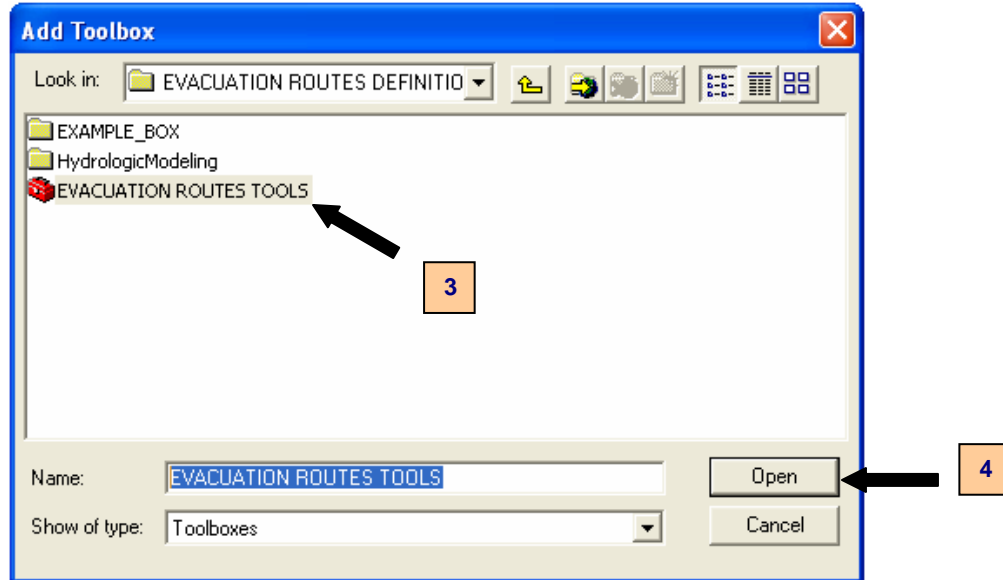 Add Toolbox
Look in: EVACUATION ROUTES DEFINITIO
EXAMPLE_BOX
HydrologicModeling
EVACUATION ROUTES TOOLS
3
Name: EVACUATION ROUTES TOOLS Open
4
Show of type: Toolboxes Cancel